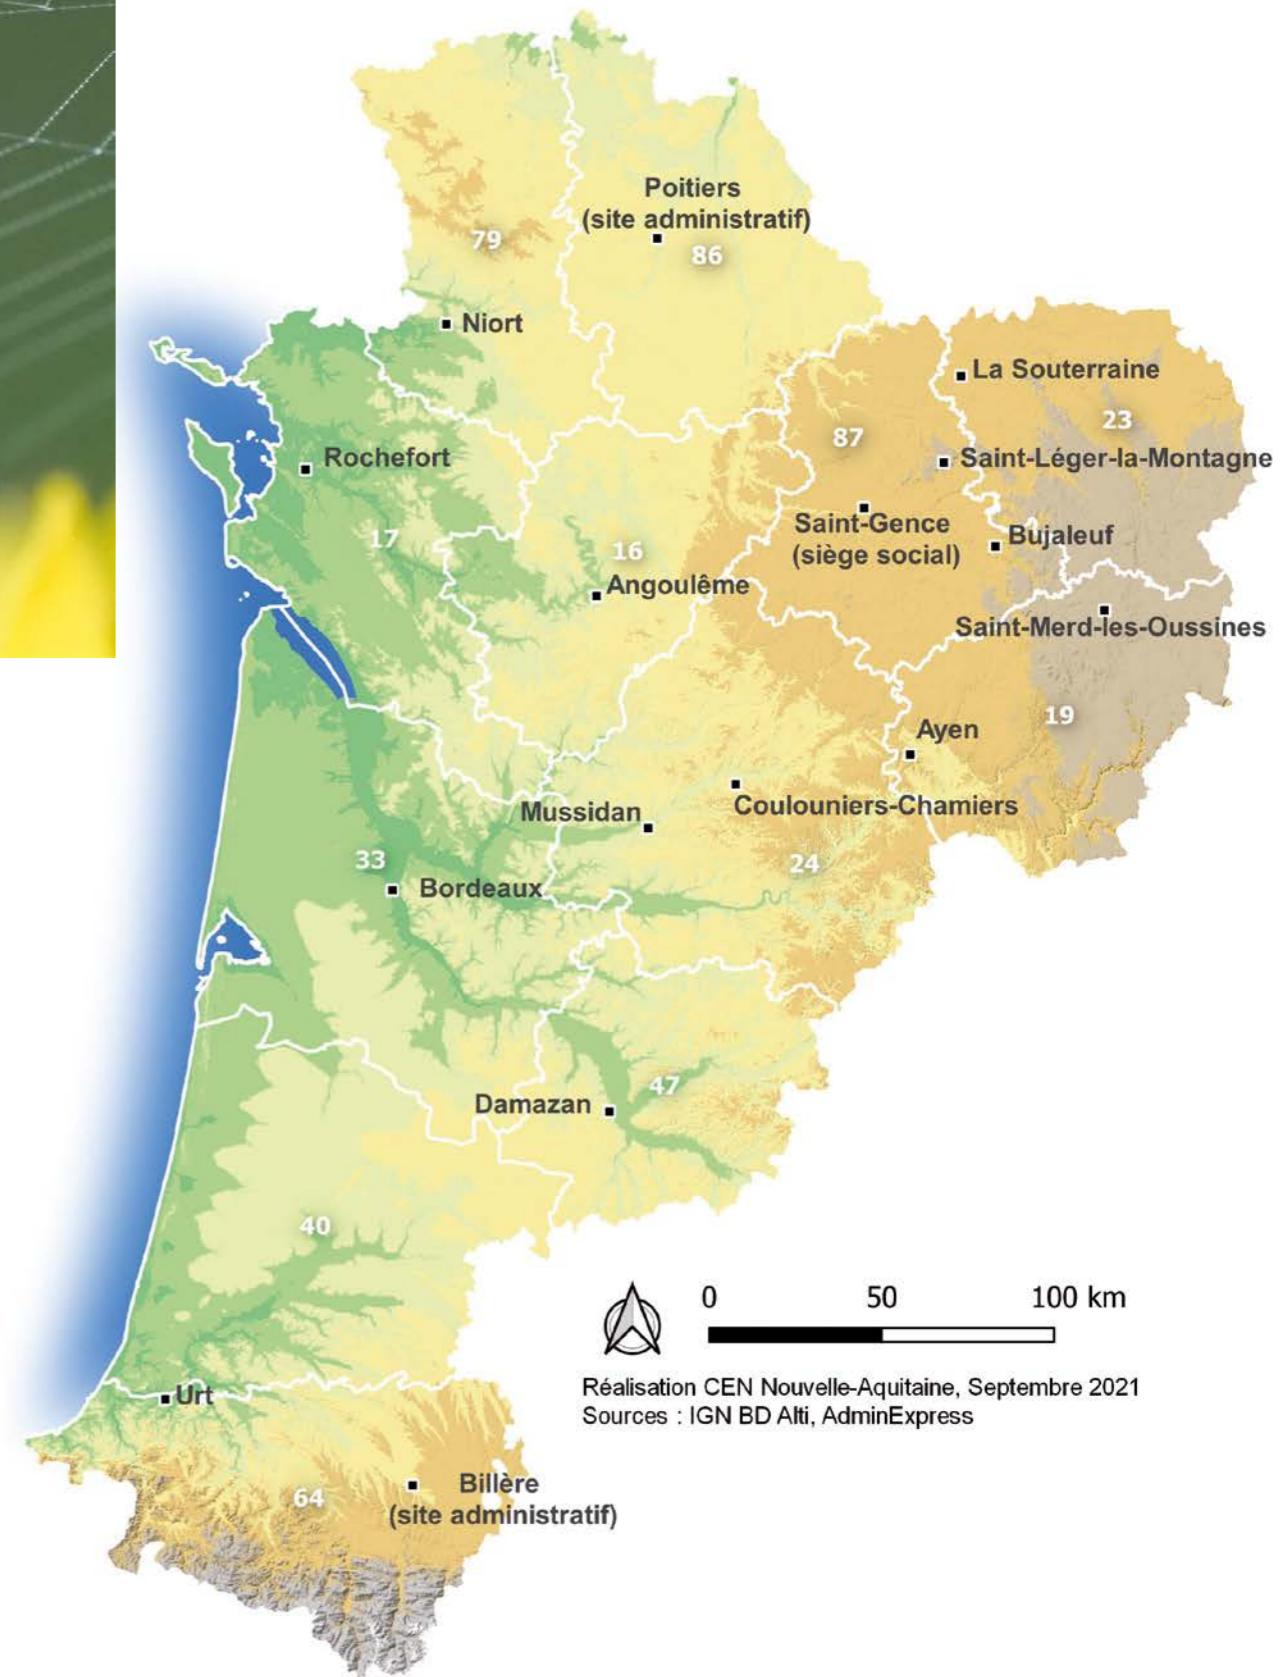 Poitiers
(site administratif)
79
86
Niort
La Souterraine
23
87
Rochefort
Saint-Léger-la-Montagne
Saint-Gence
(siège social)
17
16
Bujaleuf
Angoulême
Saint-Merd-les-Oussines
19
Ayen
Mussidan
Coulouniers-Chamiers
33
24
Bordeaux
47
Damazan
40
0 50 100 km
Réalisation CEN Nouvelle-Aquitaine, Septembre 2021
Sources : IGN BD Alti, AdminExpress
Urt
Billère
(site administratif)
64